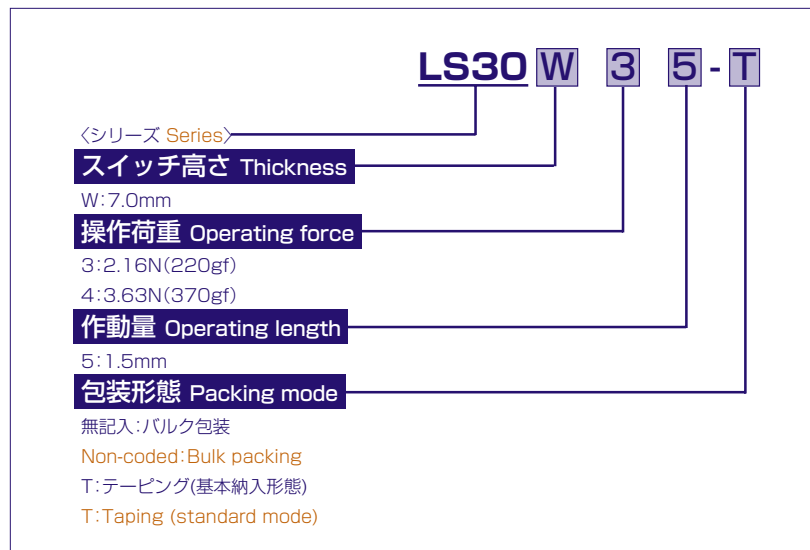 LS30 W 3 5 - T
〈シリーズ Series〉
スイッチ高さ Thickness
W:7.0mm
操作荷重 Operating force
3:2.16N(220gf)
4:3.63N(370gf)
作動量 Operating length
5:1.5mm
包装形態 Packing mode
無記入:バルク包装
Non-coded:Bulk packing
T:テーピング(基本納入形態)
T:Taping (standard mode)